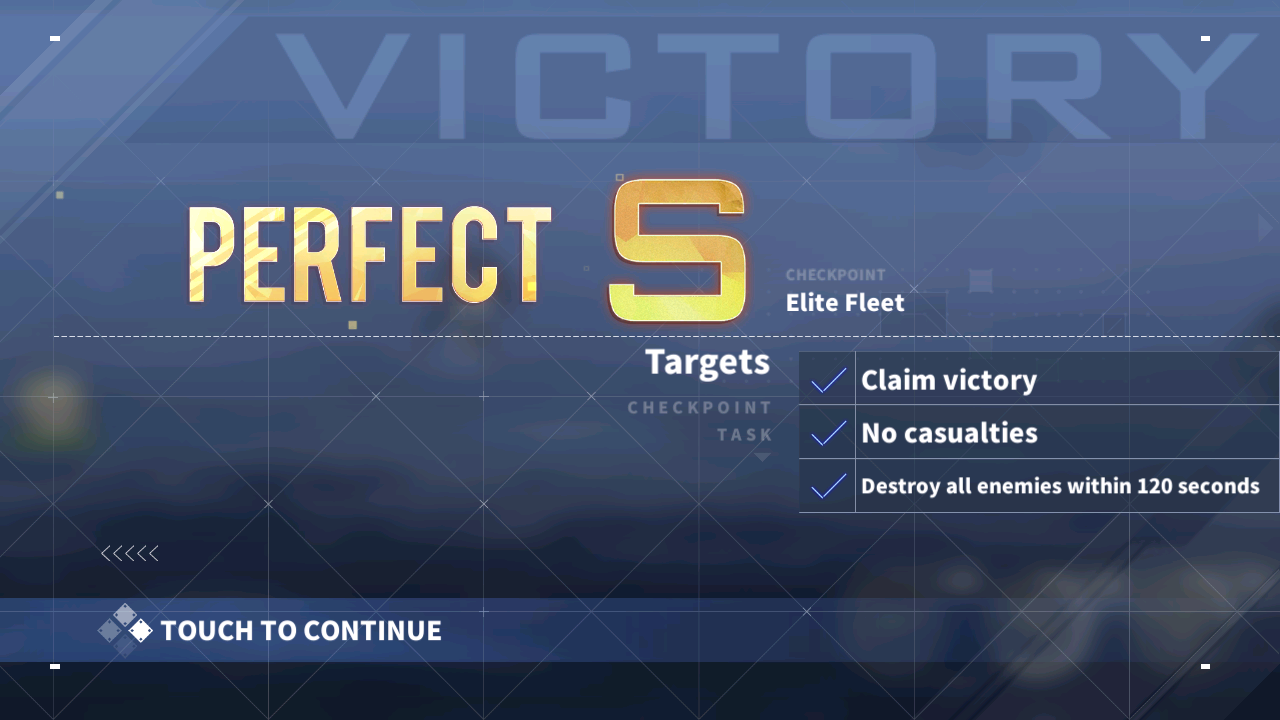 VICTORY
PERFECT S
CHECKPOINT
Elite Fleet
Targets
CHECKPOINT
TASK
Claim victory
No casualties
Destroy all enemies within 120 seconds
TOUCH TO CONTINUE